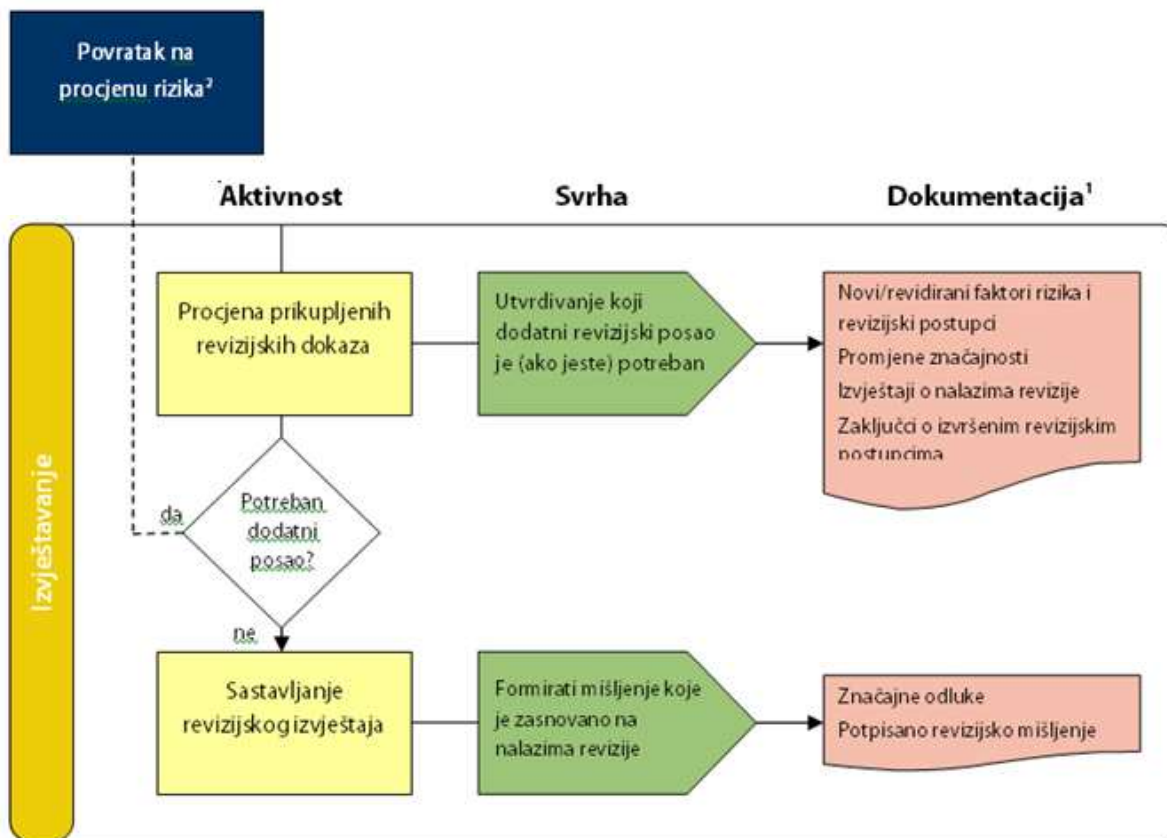 Povratak na
procjenu rizika²
Aktivnost
Svrha
Dokumentacija¹
Izvještavanje
Procjena prikupljenih
revizijskih dokaza
Utvrdivanje koji
dodatni revizijski posao
je (ako jeste) potreban
Novi/revidirani faktori rizika i
revizijski postupci
Promjene značajnosti
Izvještaji o nalazima revizije
Zaključci o izvršenim revizijskim
postupcima
da
Potreban
dodatni
posao?
ne
Sastavljanje
revizijskog izvještaja
Formirati mišljenje koje
je zasnovano na
nalazima revizije
Značajne odluke
Potpisano revizijsko mišljenje